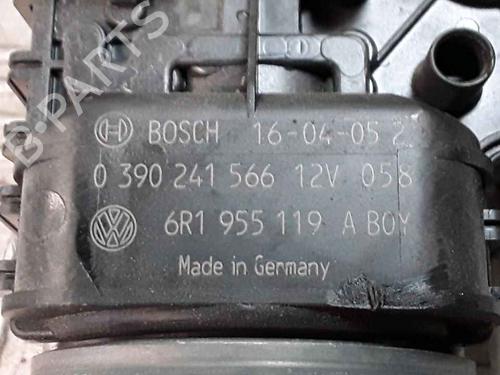 BOSCH 16-04-05 2
0 390 241 566 12V 058
6R1 955 119 A BOY
Made in Germany
B-PARTS